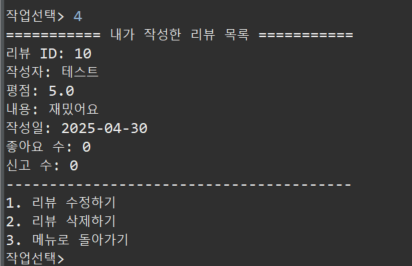 작업선택> 4
=========== 내가 작성한 리뷰 목록 ===========
리뷰 ID: 10
작성자: 테스트
평점: 5.0
내용: 재밌어요
작성일: 2025-04-30
좋아요 수: 0
신고 수: 0
----------------------------------------
1. 리뷰 수정하기
2. 리뷰 삭제하기
3. 메뉴로 돌아가기
작업선택>